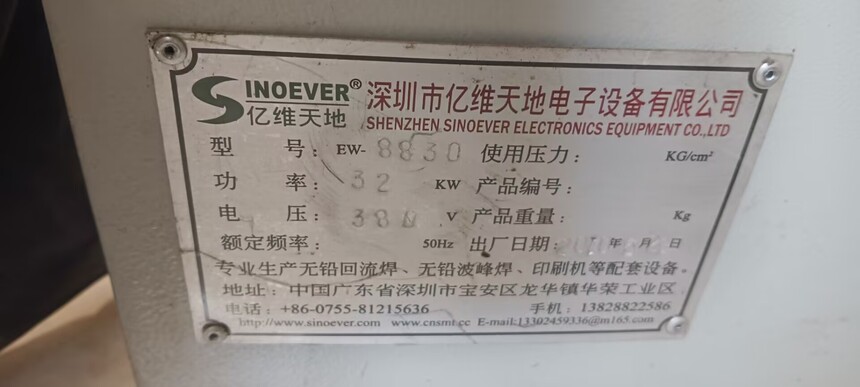 SINOEVER® 深圳市亿维天地电子设备有限公司
亿维天地 SHENZHEN SINOEVER ELECTRONICS EQUIPMENT CO.,LTD
型 号: EW-8830 使用压力: KG/cm²
功 率: 32 KW 产品编号:
电 压: 380 V 产品重量: Kg
额定频率: 50Hz 出厂日期: 年 月 日
专业生产无铅回流焊、无铅波峰焊、印刷机等配套设备。
地址: 中国广东省深圳市宝安区龙华镇华荣工业区
电话: +86-0755-81215636 手机: 13828822586
http://www.sinoever.com www.cnsmt.cc E-mail:13302459336@m165.com